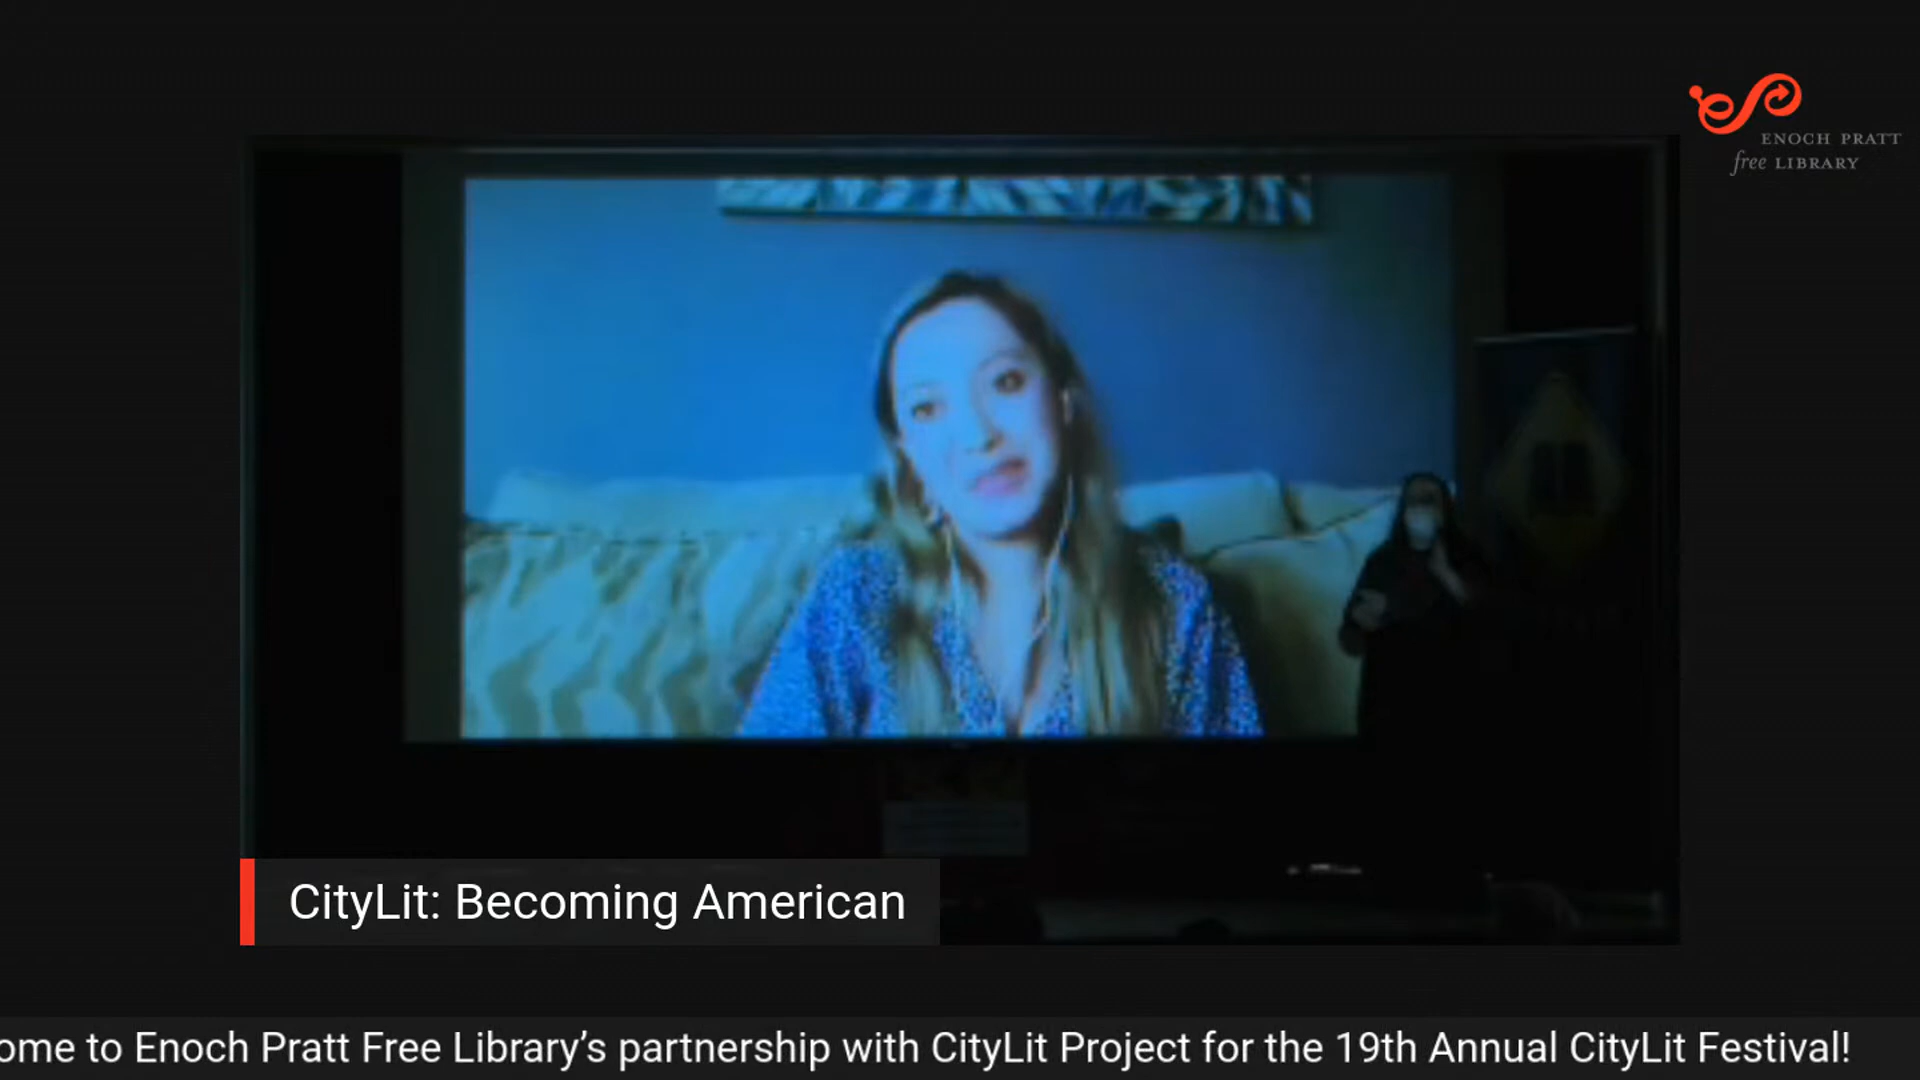 ENOCH PRATT
free LIBRARY
CityLit: Becoming American
ome to Enoch Pratt Free Library’s partnership with CityLit Project for the 19th Annual CityLit Festival!